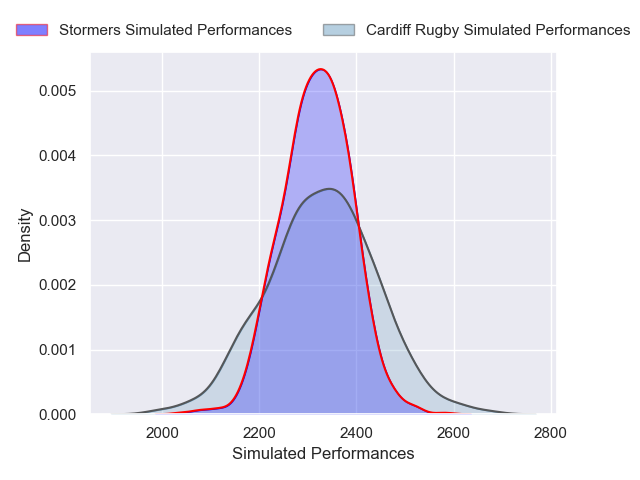 Stormers Simulated Performances
Cardiff Rugby Simulated Performances
0.005
0.004
0.003
0.002
0.001
0.000
Density
2000
2200
2400
2600
2800
Simulated Performances